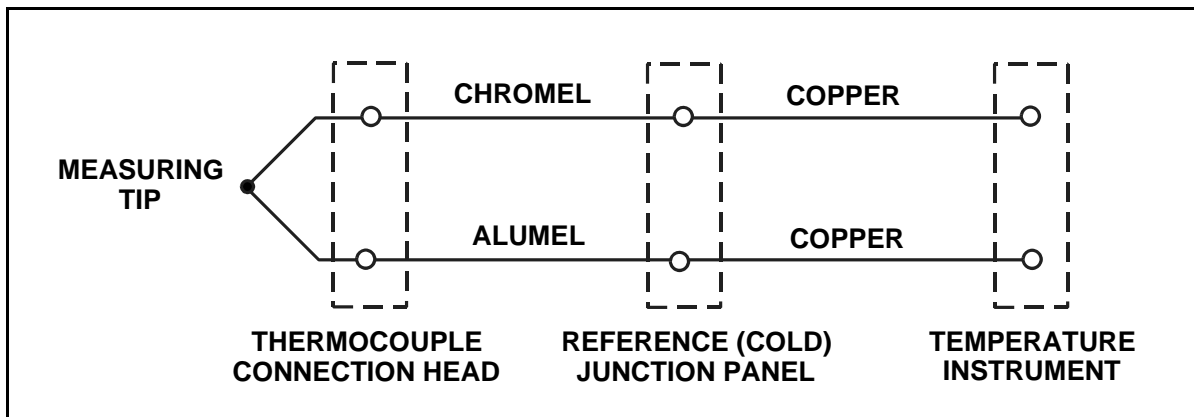 CHROMEL
COPPER
MEASURING
TIP
ALUMEL
COPPER
THERMOCOUPLE
CONNECTION HEAD
REFERENCE (COLD)
JUNCTION PANEL
TEMPERATURE
INSTRUMENT